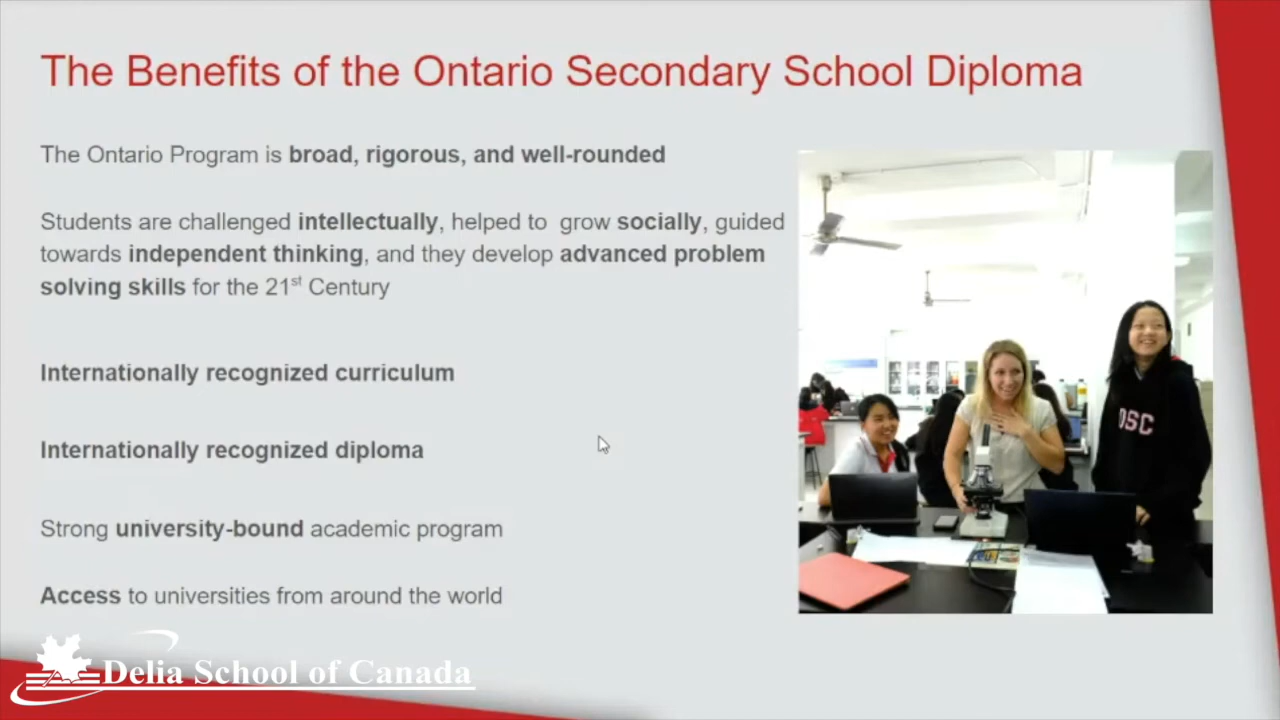 The Benefits of the Ontario Secondary School Diploma
The Ontario Program is broad, rigorous, and well-rounded
Students are challenged intellectually, helped to grow socially, guided
towards independent thinking, and they develop advanced problem
solving skills for the 21st Century
Internationally recognized curriculum
Internationally recognized diploma
Strong university-bound academic program
Access to universities from around the world
DSC
Delia School of Canada